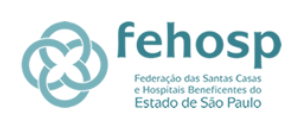 fehosp
Federação das Santas Casas
e Hospitais Beneficentes do
Estado de São Paulo